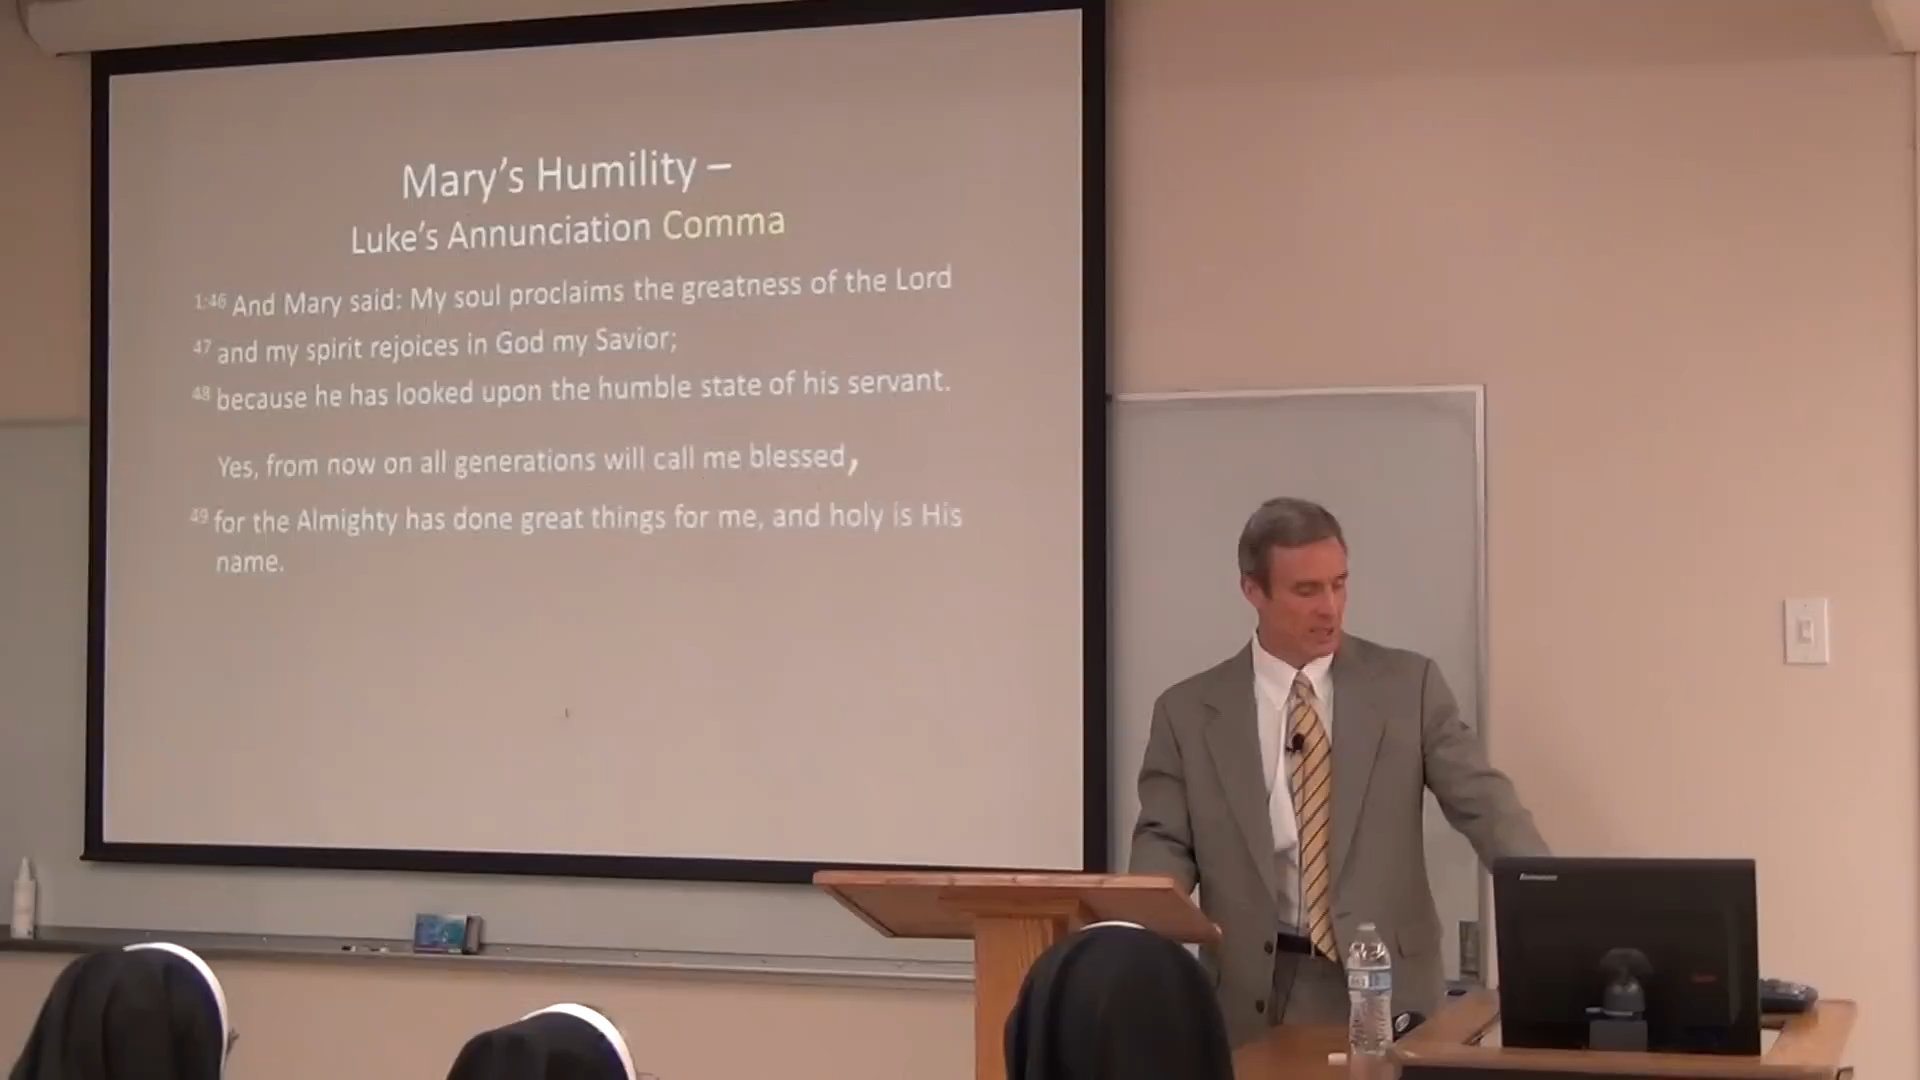 Mary's Humility –
Luke's Annunciation Comma
1:46 And Mary said: My soul proclaims the greatness of the Lord
47 and my spirit rejoices in God my Savior;
48 because he has looked upon the humble state of his servant.
Yes, from now on all generations will call me blessed,
49 for the Almighty has done great things for me, and holy is His
name.